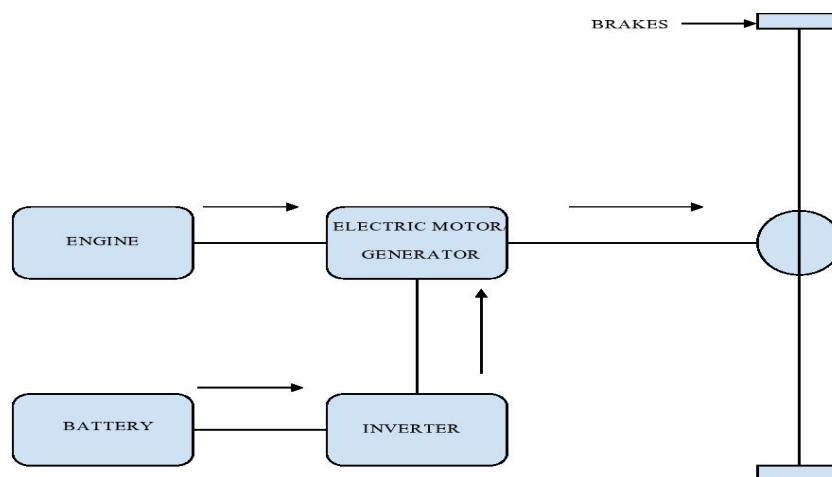 BRAKES
ENGINE
ELECTRIC MOTOR/
GENERATOR
BATTERY
INVERTER